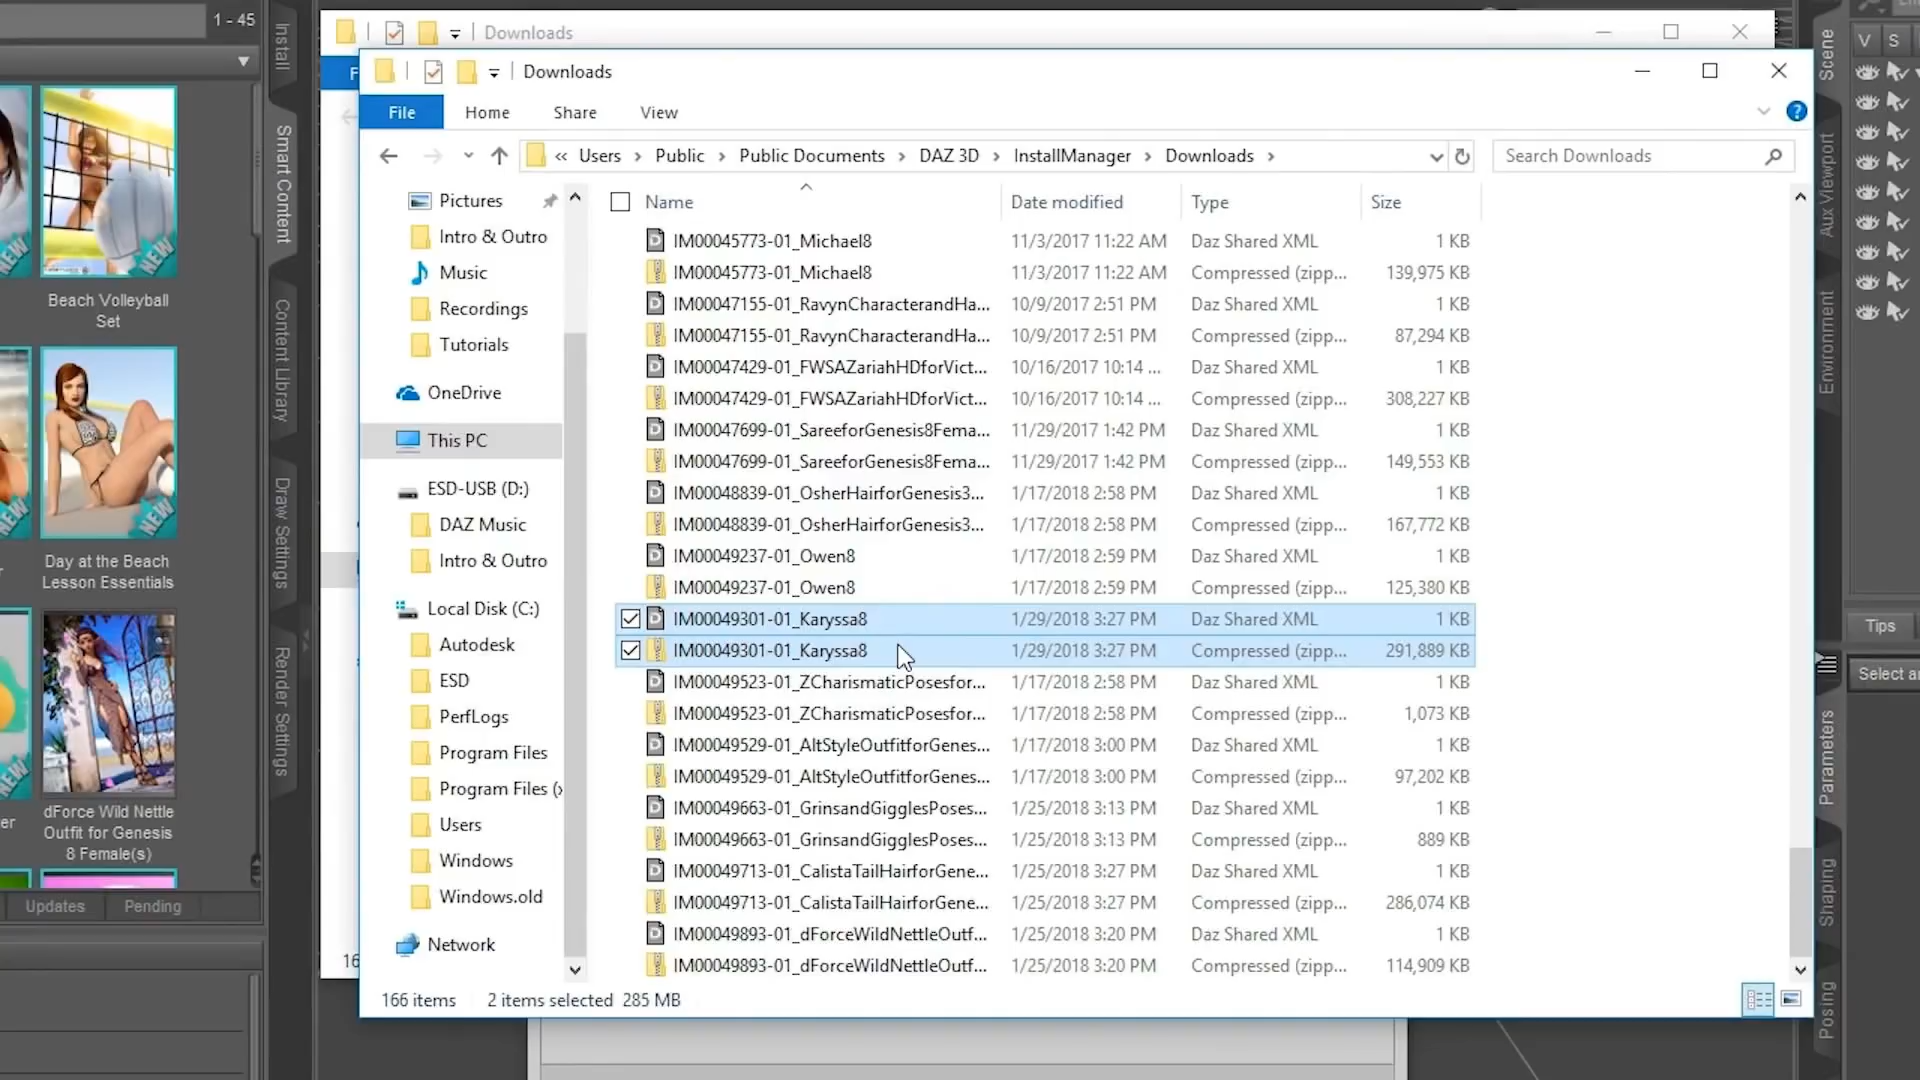 1 - 45
Install
Smart Content
Content Library
Draw Settings
Render Settings
Beach Volleyball
Set
Day at the Beach
Lesson Essentials
dForce Wild Nettle
Outfit for Genesis
8 Female(s)
er
NEW
NEW
NEW
NEW
NEW
Updates
Pending
Downloads
F
16
Downloads
File
Home
Share
View
« Users > Public > Public Documents > DAZ 3D > InstallManager > Downloads >
Search Downloads
Pictures
Intro & Outro
Music
Recordings
Tutorials
OneDrive
This PC
ESD-USB (D:)
DAZ Music
Intro & Outro
Local Disk (C:)
Autodesk
ESD
PerfLogs
Program Files
Program Files (x
Users
Windows
Windows.old
Network
Name Date modified Type Size
IM00045773-01_Michael8 11/3/2017 11:22 AM Daz Shared XML 1 KB
IM00045773-01_Michael8 11/3/2017 11:22 AM Compressed (zipp... 139,975 KB
IM00047155-01_RavynCharacterandHa... 10/9/2017 2:51 PM Daz Shared XML 1 KB
IM00047155-01_RavynCharacterandHa... 10/9/2017 2:51 PM Compressed (zipp... 87,294 KB
IM00047429-01_FWSAZariahHDforVict... 10/16/2017 10:14 ... Daz Shared XML 1 KB
IM00047429-01_FWSAZariahHDforVict... 10/16/2017 10:14 ... Compressed (zipp... 308,227 KB
IM00047699-01_SareeforGenesis8Fema... 11/29/2017 1:42 PM Daz Shared XML 1 KB
IM00047699-01_SareeforGenesis8Fema... 11/29/2017 1:42 PM Compressed (zipp... 149,553 KB
IM00048839-01_OsherHairforGenesis3... 1/17/2018 2:58 PM Daz Shared XML 1 KB
IM00048839-01_OsherHairforGenesis3... 1/17/2018 2:58 PM Compressed (zipp... 167,772 KB
IM00049237-01_Owen8 1/17/2018 2:59 PM Daz Shared XML 1 KB
IM00049237-01_Owen8 1/17/2018 2:59 PM Compressed (zipp... 125,380 KB
IM00049301-01_Karyssa8 1/29/2018 3:27 PM Daz Shared XML 1 KB
IM00049301-01_Karyssa8 1/29/2018 3:27 PM Compressed (zipp... 291,889 KB
IM00049523-01_ZCharismaticPosesfor... 1/17/2018 2:58 PM Daz Shared XML 1 KB
IM00049523-01_ZCharismaticPosesfor... 1/17/2018 2:58 PM Compressed (zipp... 1,073 KB
IM00049529-01_AltStyleOutfitforGenes... 1/17/2018 3:00 PM Daz Shared XML 1 KB
IM00049529-01_AltStyleOutfitforGenes... 1/17/2018 3:00 PM Compressed (zipp... 97,202 KB
IM00049663-01_GrinsandGigglesPoses... 1/25/2018 3:13 PM Daz Shared XML 1 KB
IM00049663-01_GrinsandGigglesPoses... 1/25/2018 3:13 PM Compressed (zipp... 889 KB
IM00049713-01_CalistaTailHairforGene... 1/25/2018 3:27 PM Daz Shared XML 1 KB
IM00049713-01_CalistaTailHairforGene... 1/25/2018 3:27 PM Compressed (zipp... 286,074 KB
IM00049893-01_dForceWildNettleOutf... 1/25/2018 3:20 PM Daz Shared XML 1 KB
IM00049893-01_dForceWildNettleOutf... 1/25/2018 3:20 PM Compressed (zipp... 114,909 KB
166 items 2 items selected 285 MB
Scene
Aux Viewport
Environment
Parameters
Shaping
Posing
V S
Tips
Select an